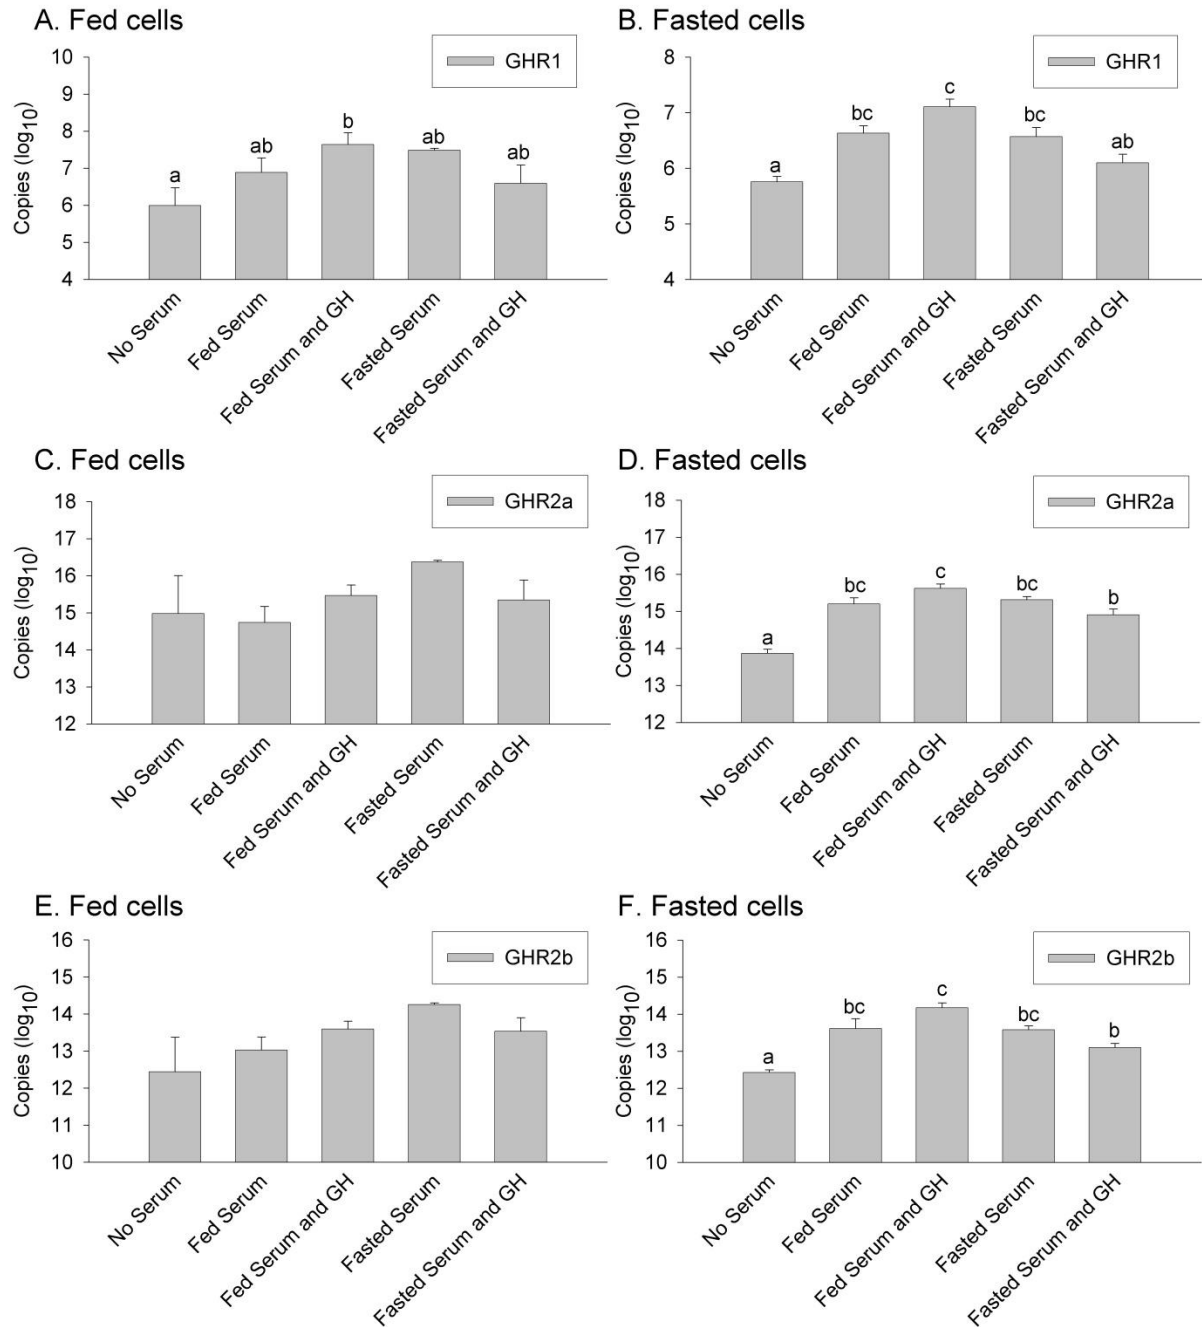 A. Fed cells
GHR1
Copies (log10)
10
9
8
7
6
5
4
a
ab
b
ab
ab
No Serum
Fed Serum
Fed Serum and GH
Fasted Serum
Fasted Serum and GH
B. Fasted cells
GHR1
Copies (log10)
8
7
6
5
4
a
bc
c
bc
ab
No Serum
Fed Serum
Fed Serum and GH
Fasted Serum
Fasted Serum and GH
C. Fed cells
GHR2a
Copies (log10)
18
17
16
15
14
13
12
No Serum
Fed Serum
Fed Serum and GH
Fasted Serum
Fasted Serum and GH
D. Fasted cells
GHR2a
Copies (log10)
18
17
16
15
14
13
12
a
bc
c
bc
b
No Serum
Fed Serum
Fed Serum and GH
Fasted Serum
Fasted Serum and GH
E. Fed cells
GHR2b
Copies (log10)
16
15
14
13
12
11
10
No Serum
Fed Serum
Fed Serum and GH
Fasted Serum
Fasted Serum and GH
F. Fasted cells
GHR2b
Copies (log10)
16
15
14
13
12
11
10
a
bc
c
bc
b
No Serum
Fed Serum
Fed Serum and GH
Fasted Serum
Fasted Serum and GH